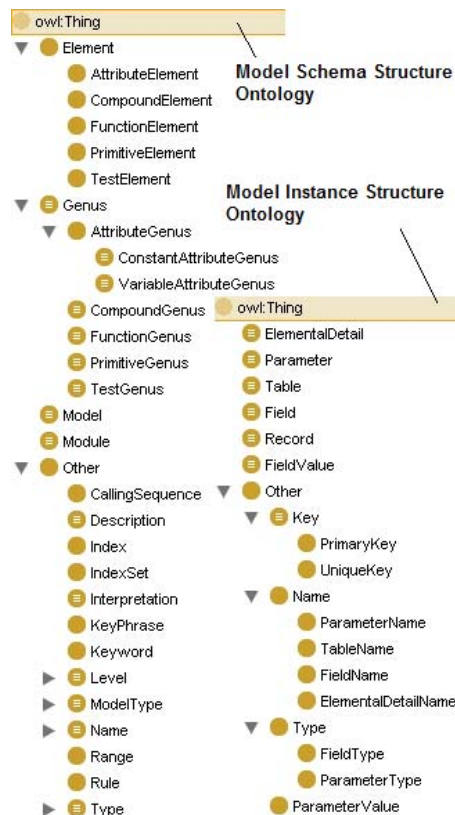 owl:Thing
Element
AttributeElement
CompoundElement
FunctionElement
PrimitiveElement
TestElement
Genus
AttributeGenus
ConstantAttributeGenus
VariableAttributeGenus
CompoundGenus
FunctionGenus
PrimitiveGenus
TestGenus
Model
Module
Other
CallingSequence
Description
Index
IndexSet
Interpretation
KeyPhrase
Keyword
Level
ModelType
Name
Range
Rule
Type
Model Schema Structure
Ontology
Model Instance Structure
Ontology
owl:Thing
ElementalDetail
Parameter
Table
Field
Record
FieldValue
Other
Key
PrimaryKey
UniqueKey
Name
ParameterName
TableName
FieldName
ElementalDetailName
Type
FieldType
ParameterType
ParameterValue